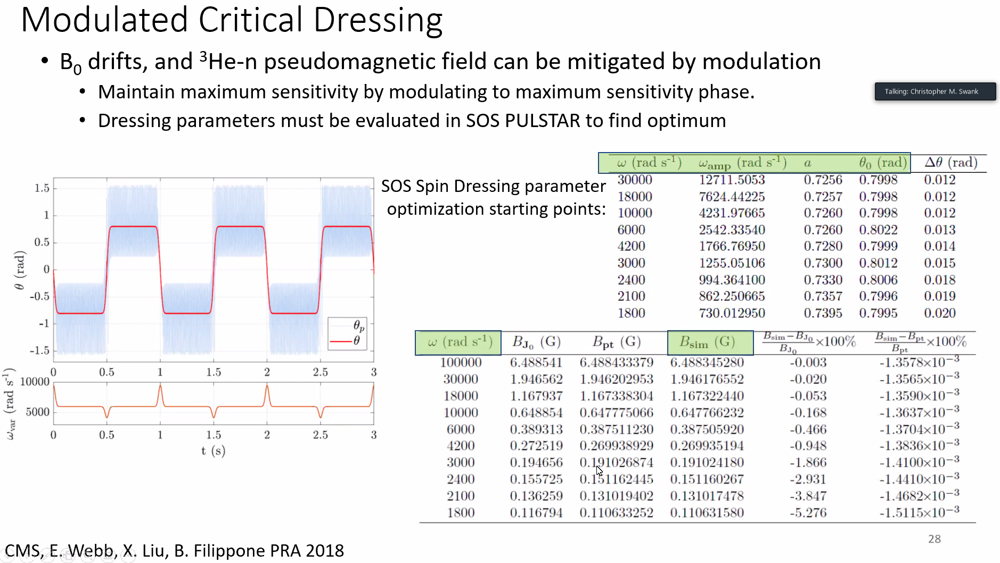 Modulated Critical Dressing
• B₀ drifts, and ³He-n pseudomagnetic field can be mitigated by modulation
• Maintain maximum sensitivity by modulating to maximum sensitivity phase.
• Dressing parameters must be evaluated in SOS PULSTAR to find optimum
Talking: Christopher M. Swank
SOS Spin Dressing parameter
optimization starting points:
ω (rad s⁻¹) ω_amp (rad s⁻¹) a θ₀ (rad) Δθ (rad)
30000 12711.5053 0.7256 0.7998 0.012
18000 7624.44225 0.7257 0.7998 0.012
10000 4231.97665 0.7260 0.7998 0.012
6000 2542.33540 0.7260 0.8022 0.013
4200 1766.76950 0.7280 0.7999 0.014
3000 1255.05106 0.7300 0.8012 0.015
2400 994.364100 0.7330 0.8006 0.018
2100 862.250665 0.7357 0.7996 0.019
1800 730.012950 0.7395 0.7995 0.020
θ (rad)
1.5
1
0.5
0
-0.5
-1
-1.5
θ_p
θ
0 0.5 1 1.5 2 2.5 3
ω_var (rad s⁻¹)
10000
5000
0 0.5 1 1.5 2 2.5 3
t (s)
ω (rad s⁻¹) B_J₀ (G) B_pt (G) B_sim (G) (B_sim−B_J₀)/B_J₀ ×100% (B_sim−B_pt)/B_pt ×100%
100000 6.488541 6.488433379 6.488345280 -0.003 -1.3578×10⁻³
30000 1.946562 1.946202953 1.946176552 -0.020 -1.3565×10⁻³
18000 1.167937 1.167338304 1.167322440 -0.053 -1.3590×10⁻³
10000 0.648854 0.647775066 0.647766232 -0.168 -1.3637×10⁻³
6000 0.389313 0.387511230 0.387505920 -0.466 -1.3704×10⁻³
4200 0.272519 0.269938929 0.269935194 -0.948 -1.3836×10⁻³
3000 0.194656 0.191026874 0.191024180 -1.866 -1.4100×10⁻³
2400 0.155725 0.151162445 0.151160267 -2.931 -1.4410×10⁻³
2100 0.136259 0.131019402 0.131017478 -3.847 -1.4682×10⁻³
1800 0.116794 0.110633252 0.110631580 -5.276 -1.5115×10⁻³
28
CMS, E. Webb, X. Liu, B. Filippone PRA 2018